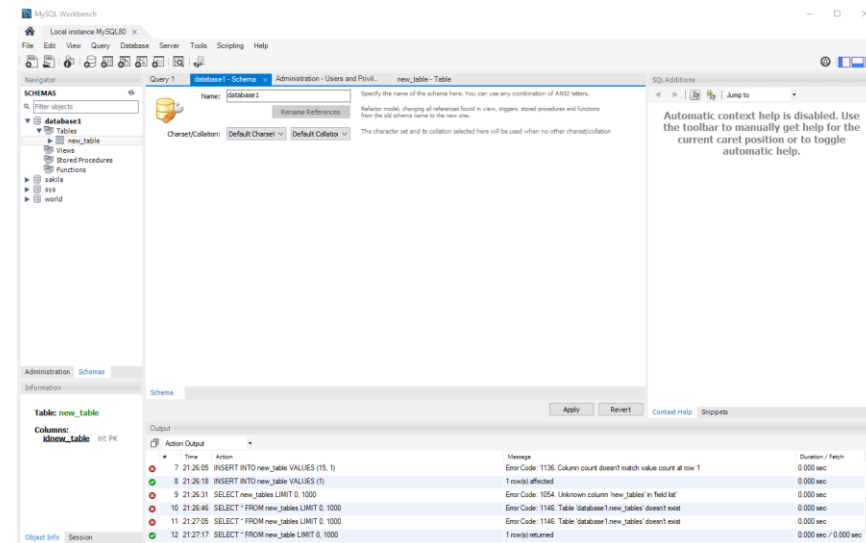 MySQL Workbench
Local instance MySQL80
File Edit View Query Database Server Tools Scripting Help
Navigator
SCHEMAS
Filter objects
database1
Tables
new_table
Views
Stored Procedures
Functions
sakila
sys
world
Administration Schemas
Information
Table: new_table
Columns:
idnew_table int PK
Object Info Session
Query 1 database1 - Schema Administration - Users and Privil.. new_table - Table
Name: database1 Specify the name of the schema here. You can use any combination of ANSI letters.
Rename References Refactor model, changing all references found in view, triggers, stored procedures and functions
from the old schema name to the new one.
Charset/Collation: Default Charset Default Collation The character set and its collation selected here will be used when no other charset/collation
Schema
Apply Revert
SQLAdditions
Jump to
Automatic context help is disabled. Use
the toolbar to manually get help for the
current caret position or to toggle
automatic help.
Context Help Snippets
Output
Action Output
# Time Action Message Duration / Fetch
7 21:26:05 INSERT INTO new_table VALUES (15, 1) Error Code: 1136. Column count doesn't match value count at row 1 0.000 sec
8 21:26:18 INSERT INTO new_table VALUES (1) 1 row(s) affected 0.000 sec
9 21:26:31 SELECT new_tables LIMIT 0, 1000 Error Code: 1054. Unknown column 'new_tables' in 'field list' 0.000 sec
10 21:26:46 SELECT * FROM new_tables LIMIT 0, 1000 Error Code: 1146. Table 'database1.new_tables' doesn't exist 0.000 sec
11 21:27:05 SELECT * FROM new_tables LIMIT 0, 1000 Error Code: 1146. Table 'database1.new_tables' doesn't exist 0.000 sec
12 21:27:17 SELECT * FROM new_table LIMIT 0, 1000 1 row(s) returned 0.000 sec / 0.000 sec